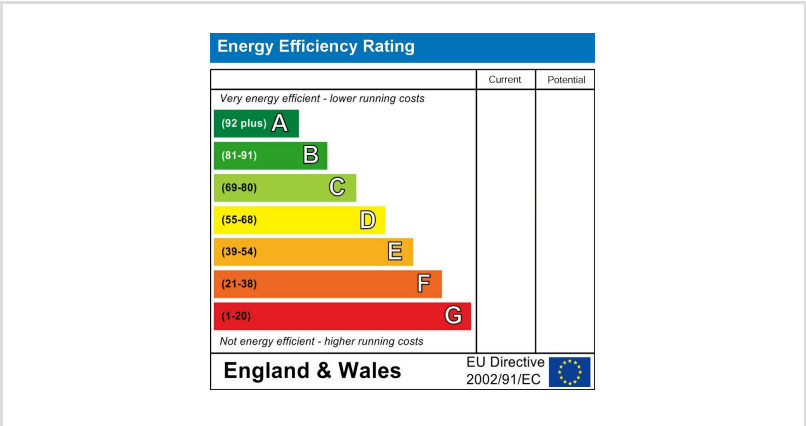 Energy Efficiency Rating
Current Potential
Very energy efficient - lower running costs
(92 plus) A
(81-91) B
(69-80) C
(55-68) D
(39-54) E
(21-38) F
(1-20) G
Not energy efficient - higher running costs
England & Wales
EU Directive
2002/91/EC